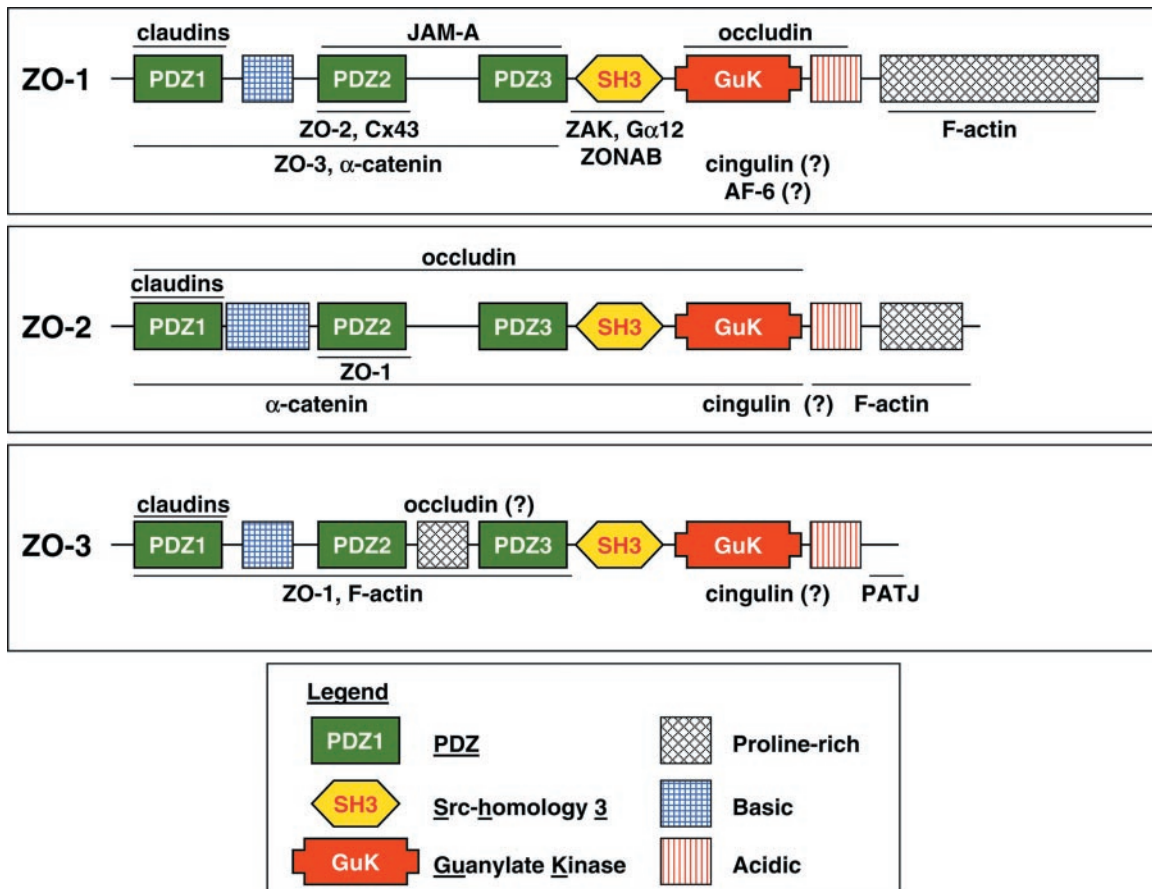 claudins JAM-A occludin
ZO-1 PDZ1 PDZ2 PDZ3 SH3 GuK
ZO-2, Cx43 ZAK, Gα12 F-actin
ZO-3, α-catenin ZONAB cingulin (?)
AF-6 (?)
occludin
claudins
ZO-2 PDZ1 PDZ2 PDZ3 SH3 GuK
ZO-1
α-catenin cingulin (?) F-actin
claudins occludin (?)
ZO-3 PDZ1 PDZ2 PDZ3 SH3 GuK
ZO-1, F-actin cingulin (?) PATJ
Legend
PDZ1 PDZ Proline-rich
SH3 Src-homology 3 Basic
GuK Guanylate Kinase Acidic